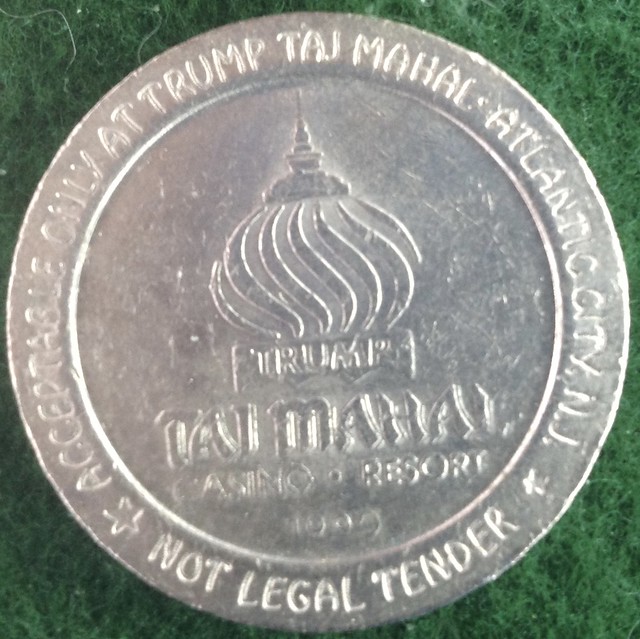 ACCEPTABLE ONLY AT TRUMP TAJ MAHAL·ATLANTIC CITY, N.J.
TRUMP
TAJ MAHAL
CASINO • RESORT
NOT LEGAL TENDER